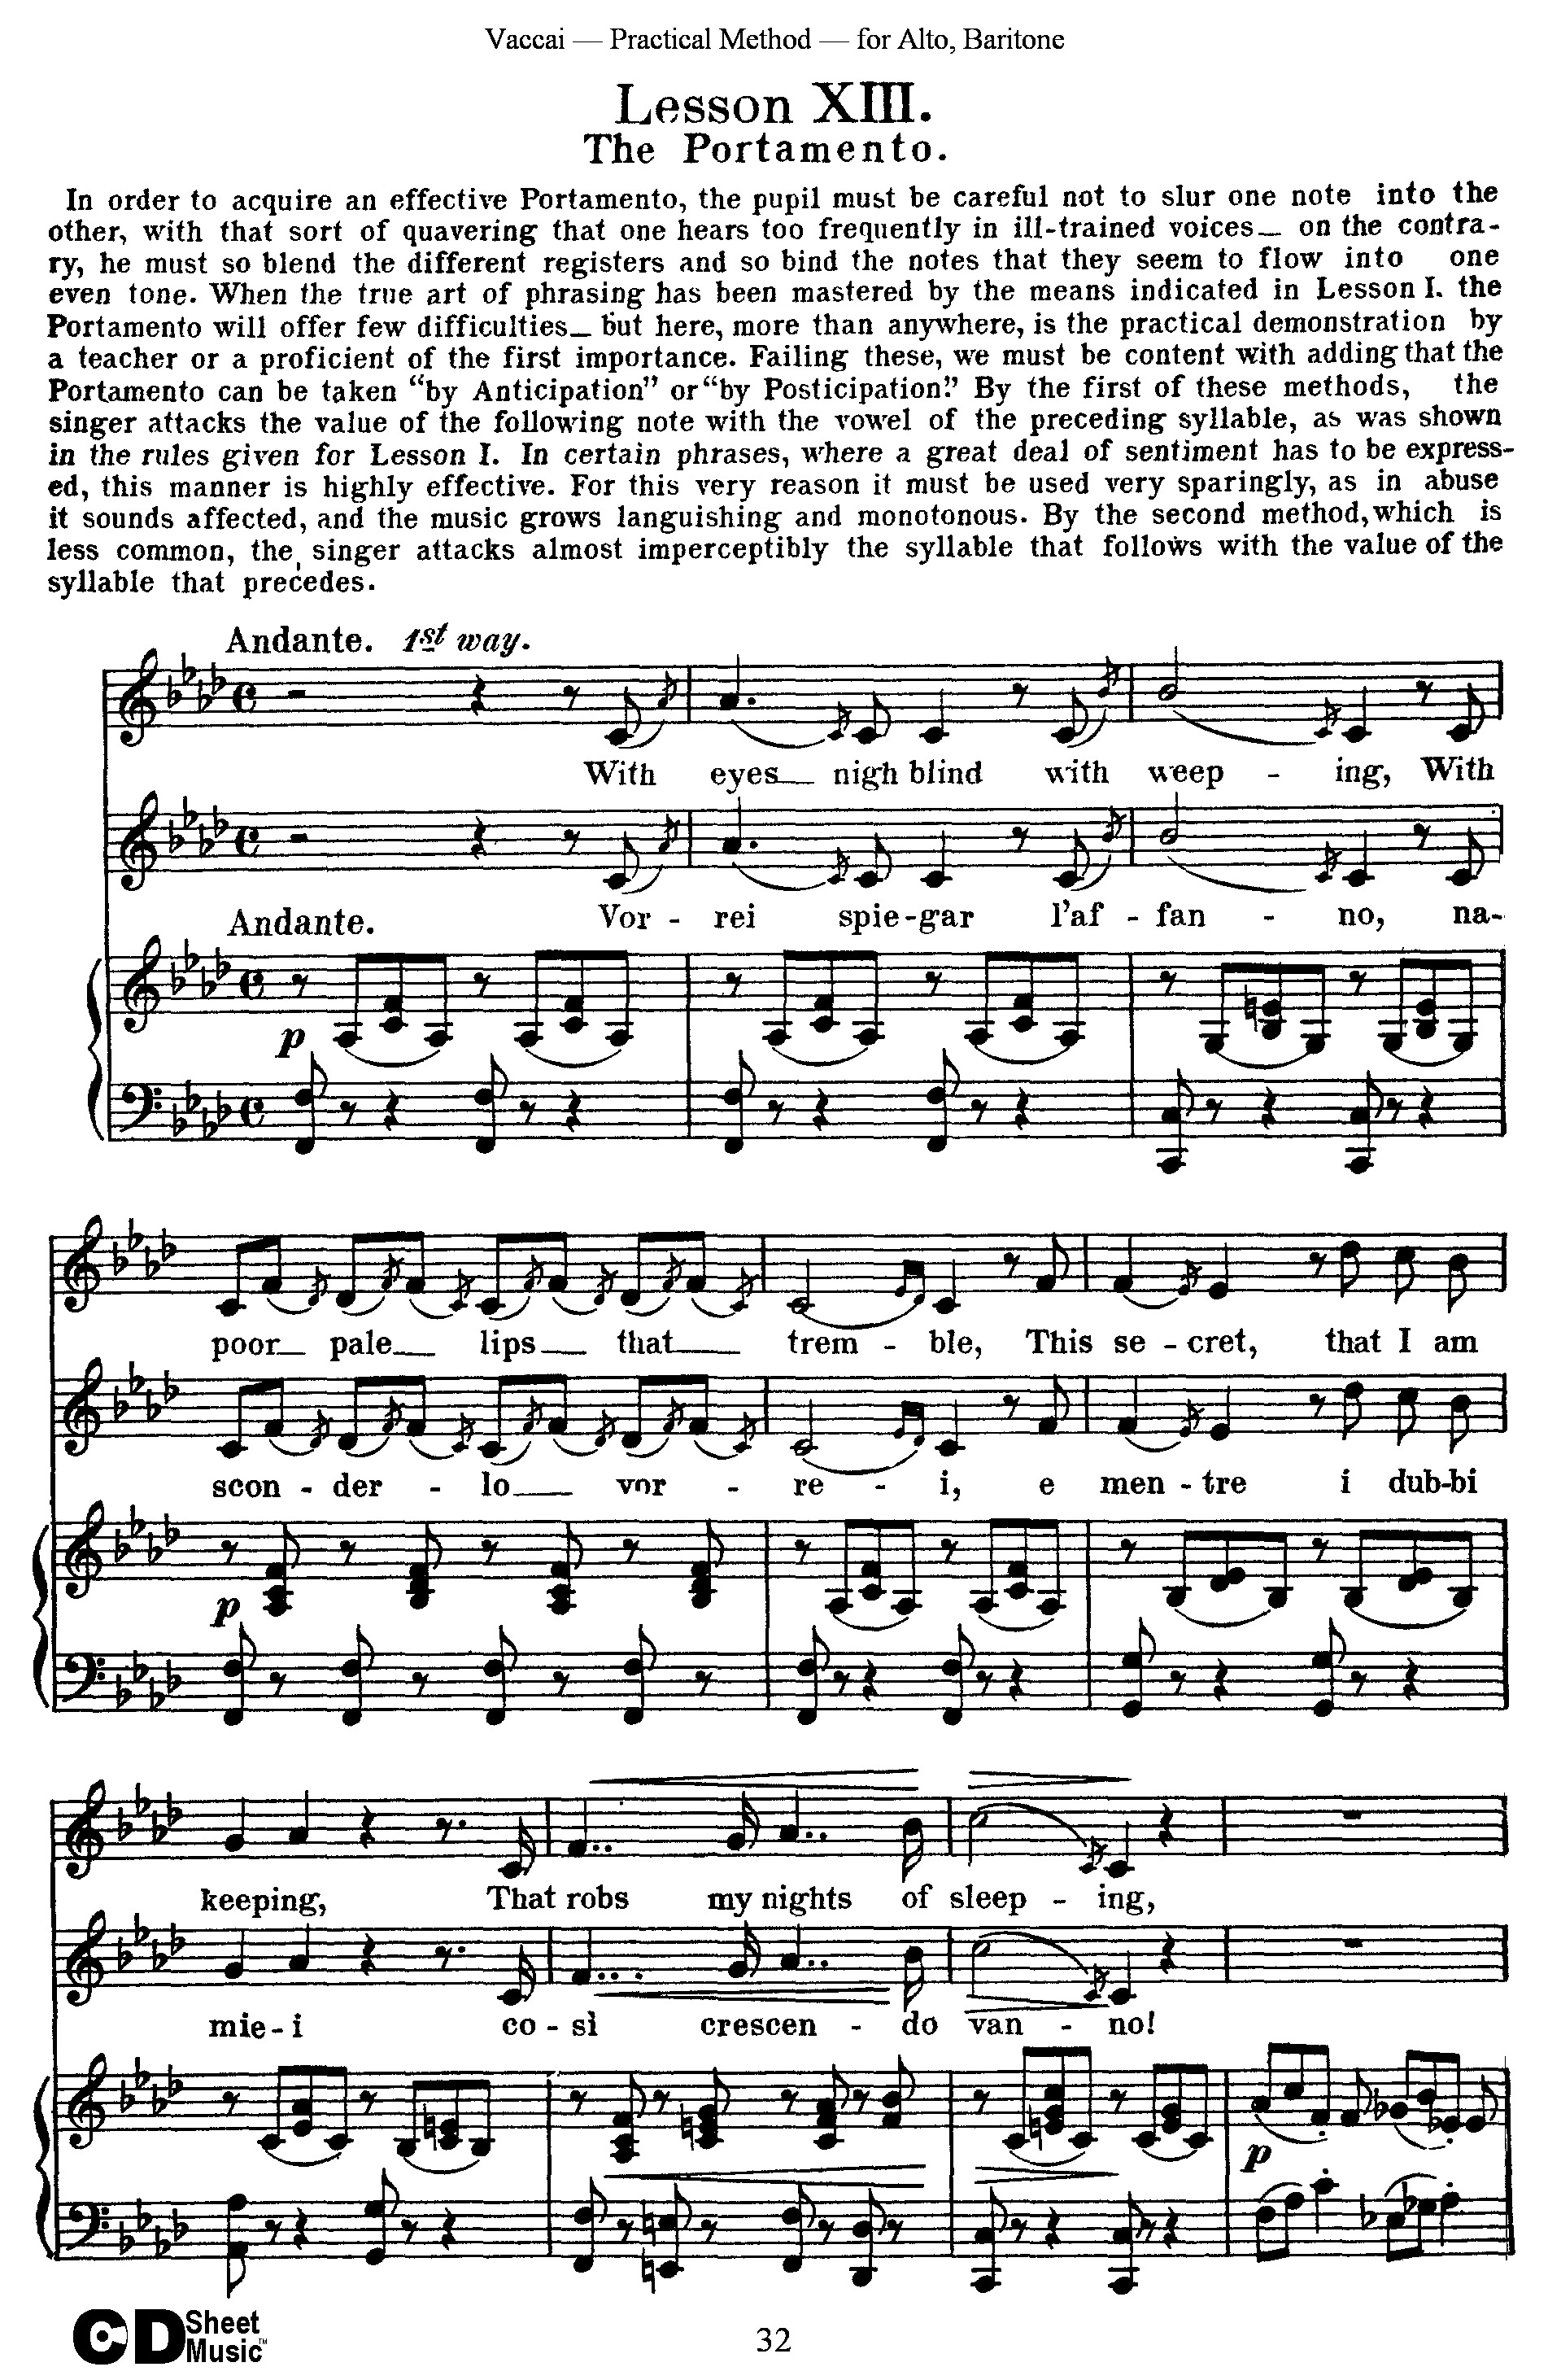 Vaccai — Practical Method — for Alto, Baritone
Lesson XIII.
The Portamento.
In order to acquire an effective Portamento, the pupil must be careful not to slur one note into the
other, with that sort of quavering that one hears too frequently in ill-trained voices— on the contra-
ry, he must so blend the different registers and so bind the notes that they seem to flow into one
even tone. When the true art of phrasing has been mastered by the means indicated in Lesson I. the
Portamento will offer few difficulties— but here, more than anywhere, is the practical demonstration by
a teacher or a proficient of the first importance. Failing these, we must be content with adding that the
Portamento can be taken “by Anticipation” or “by Posticipation.” By the first of these methods, the
singer attacks the value of the following note with the vowel of the preceding syllable, as was shown
in the rules given for Lesson I. In certain phrases, where a great deal of sentiment has to be express-
ed, this manner is highly effective. For this very reason it must be used very sparingly, as in abuse
it sounds affected, and the music grows languishing and monotonous. By the second method, which is
less common, the singer attacks almost imperceptibly the syllable that follows with the value of the
syllable that precedes.
Andante. 1st way.
With eyes nigh blind with weep - ing, With
Vor - rei spie-gar l'af - fan - no, na-
Andante.
p
poor pale lips that trem - ble, This se - cret, that I am
scon - der - lo vor - re - i, e men - tre i dub-bi
p
keeping, That robs my nights of sleep - ing,
mie - i co - sì crescen - do van - no!
p
CD Sheet Music™
32